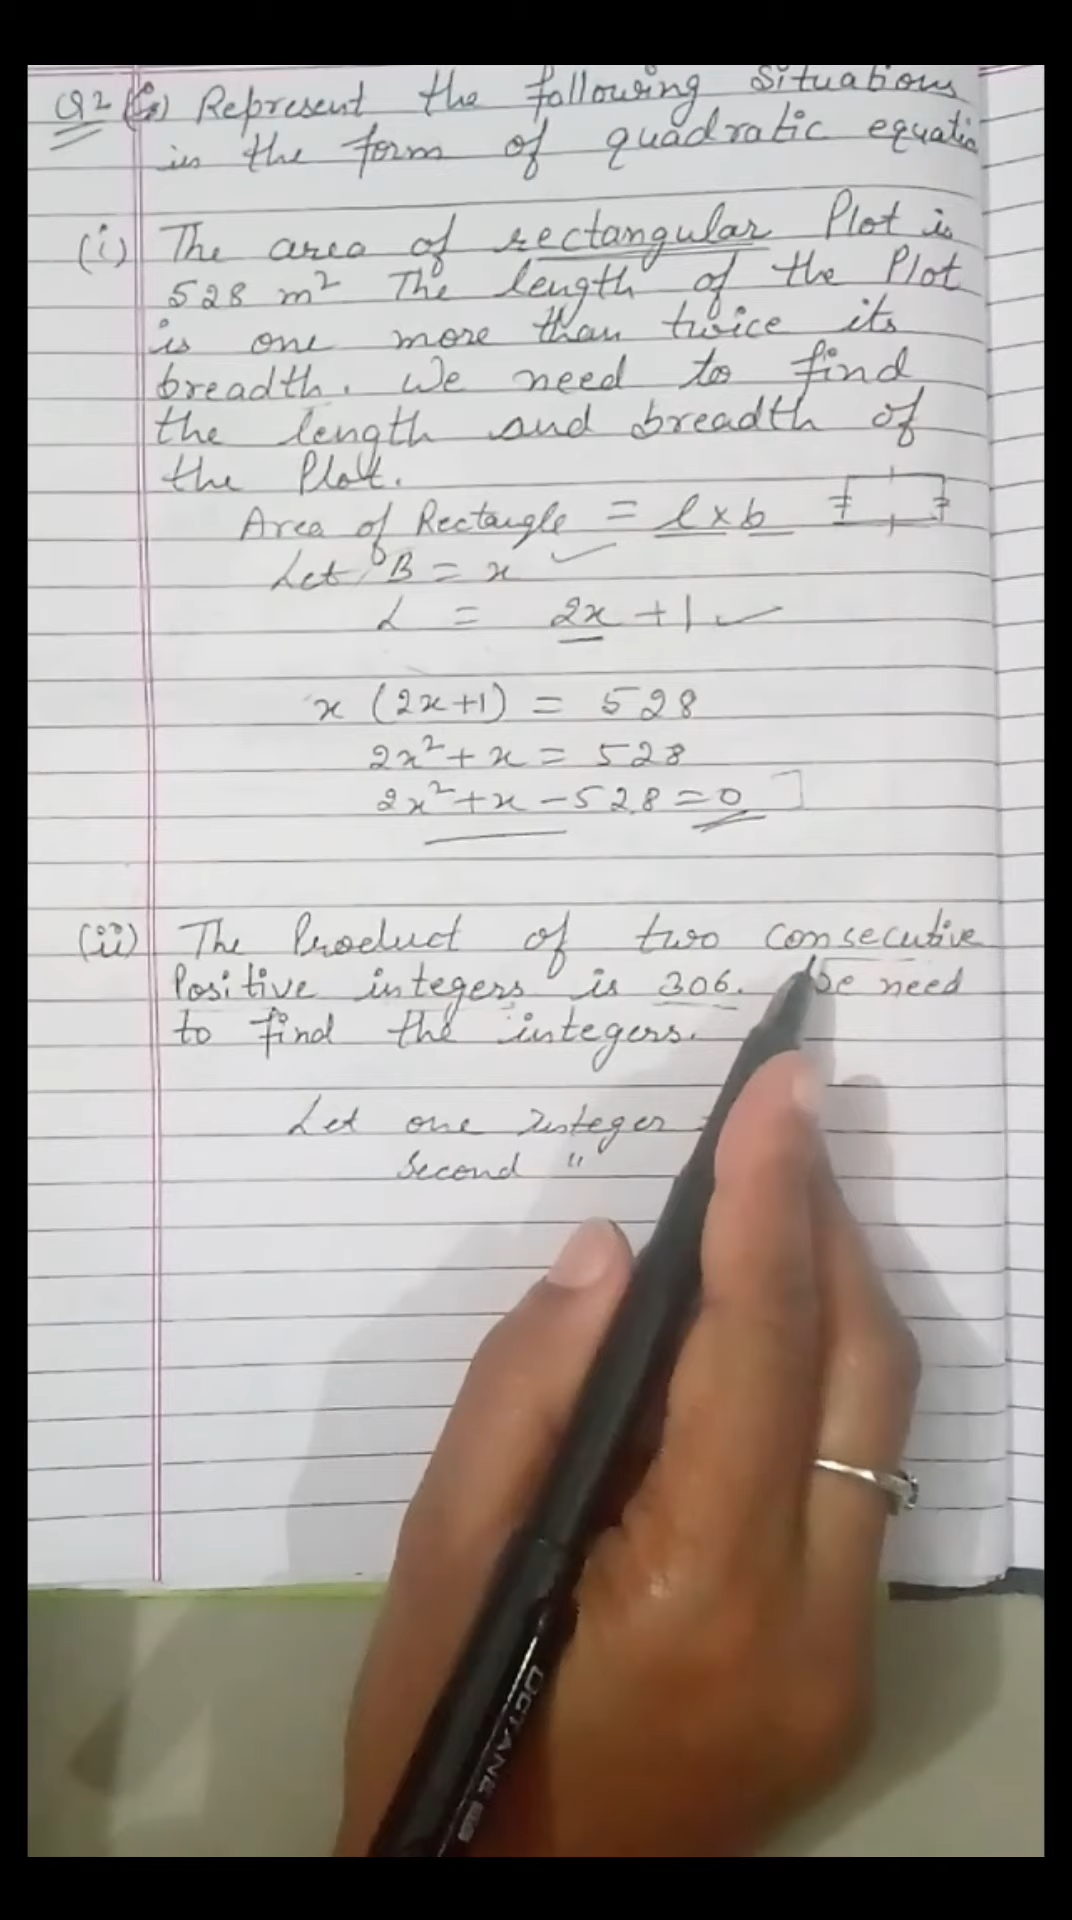 Q2 Represent the following situations
in the form of quadratic equatio
(i) The area of rectangular Plot is
528 m² The length of the Plot
is one more than twice its
breadth. We need to find
the length and breadth of
the Plot.
Area of Rectangle = l×b
Let B = x
L = 2x + 1
x (2x+1) = 528
2x² + x = 528
2x² + x - 528 = 0
(ii) The Product of two consecutive
Positive integers is 306. We need
to find the integers.
Let one integer =
second "
OCTANE